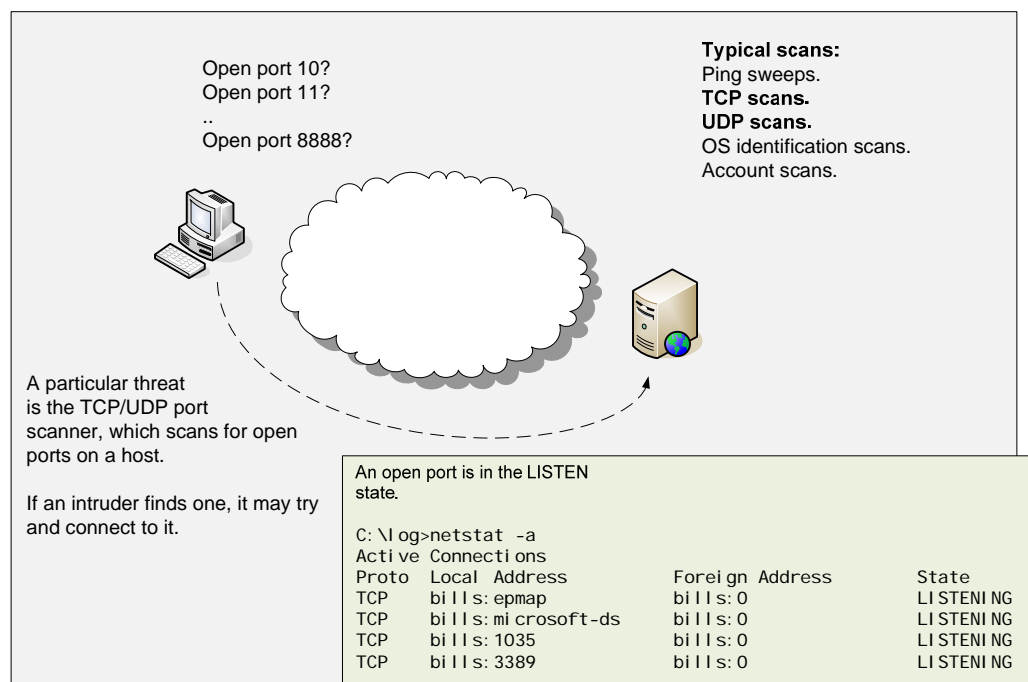 Open port 10?
Open port 11?
..
Open port 8888?
Typical scans:
Ping sweeps.
TCP scans.
UDP scans.
OS identification scans.
Account scans.
A particular threat
is the TCP/UDP port
scanner, which scans for open
ports on a host.
If an intruder finds one, it may try
and connect to it.
An open port is in the LISTEN
state.
C:\log>netstat -a
Active Connections
Proto Local Address Foreign Address State
TCP bills:epmap bills:0 LISTENING
TCP bills:microsoft-ds bills:0 LISTENING
TCP bills:1035 bills:0 LISTENING
TCP bills:3389 bills:0 LISTENING